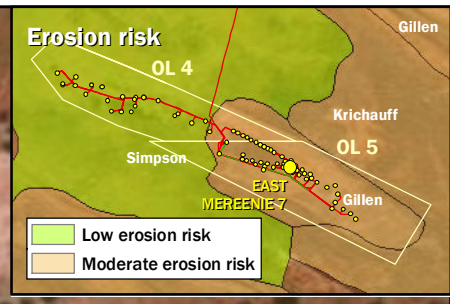 Erosion risk
Gillen
OL 4
Krichauff
OL 5
Simpson
EAST
MEREENIE 7
Gillen
Low erosion risk
Moderate erosion risk